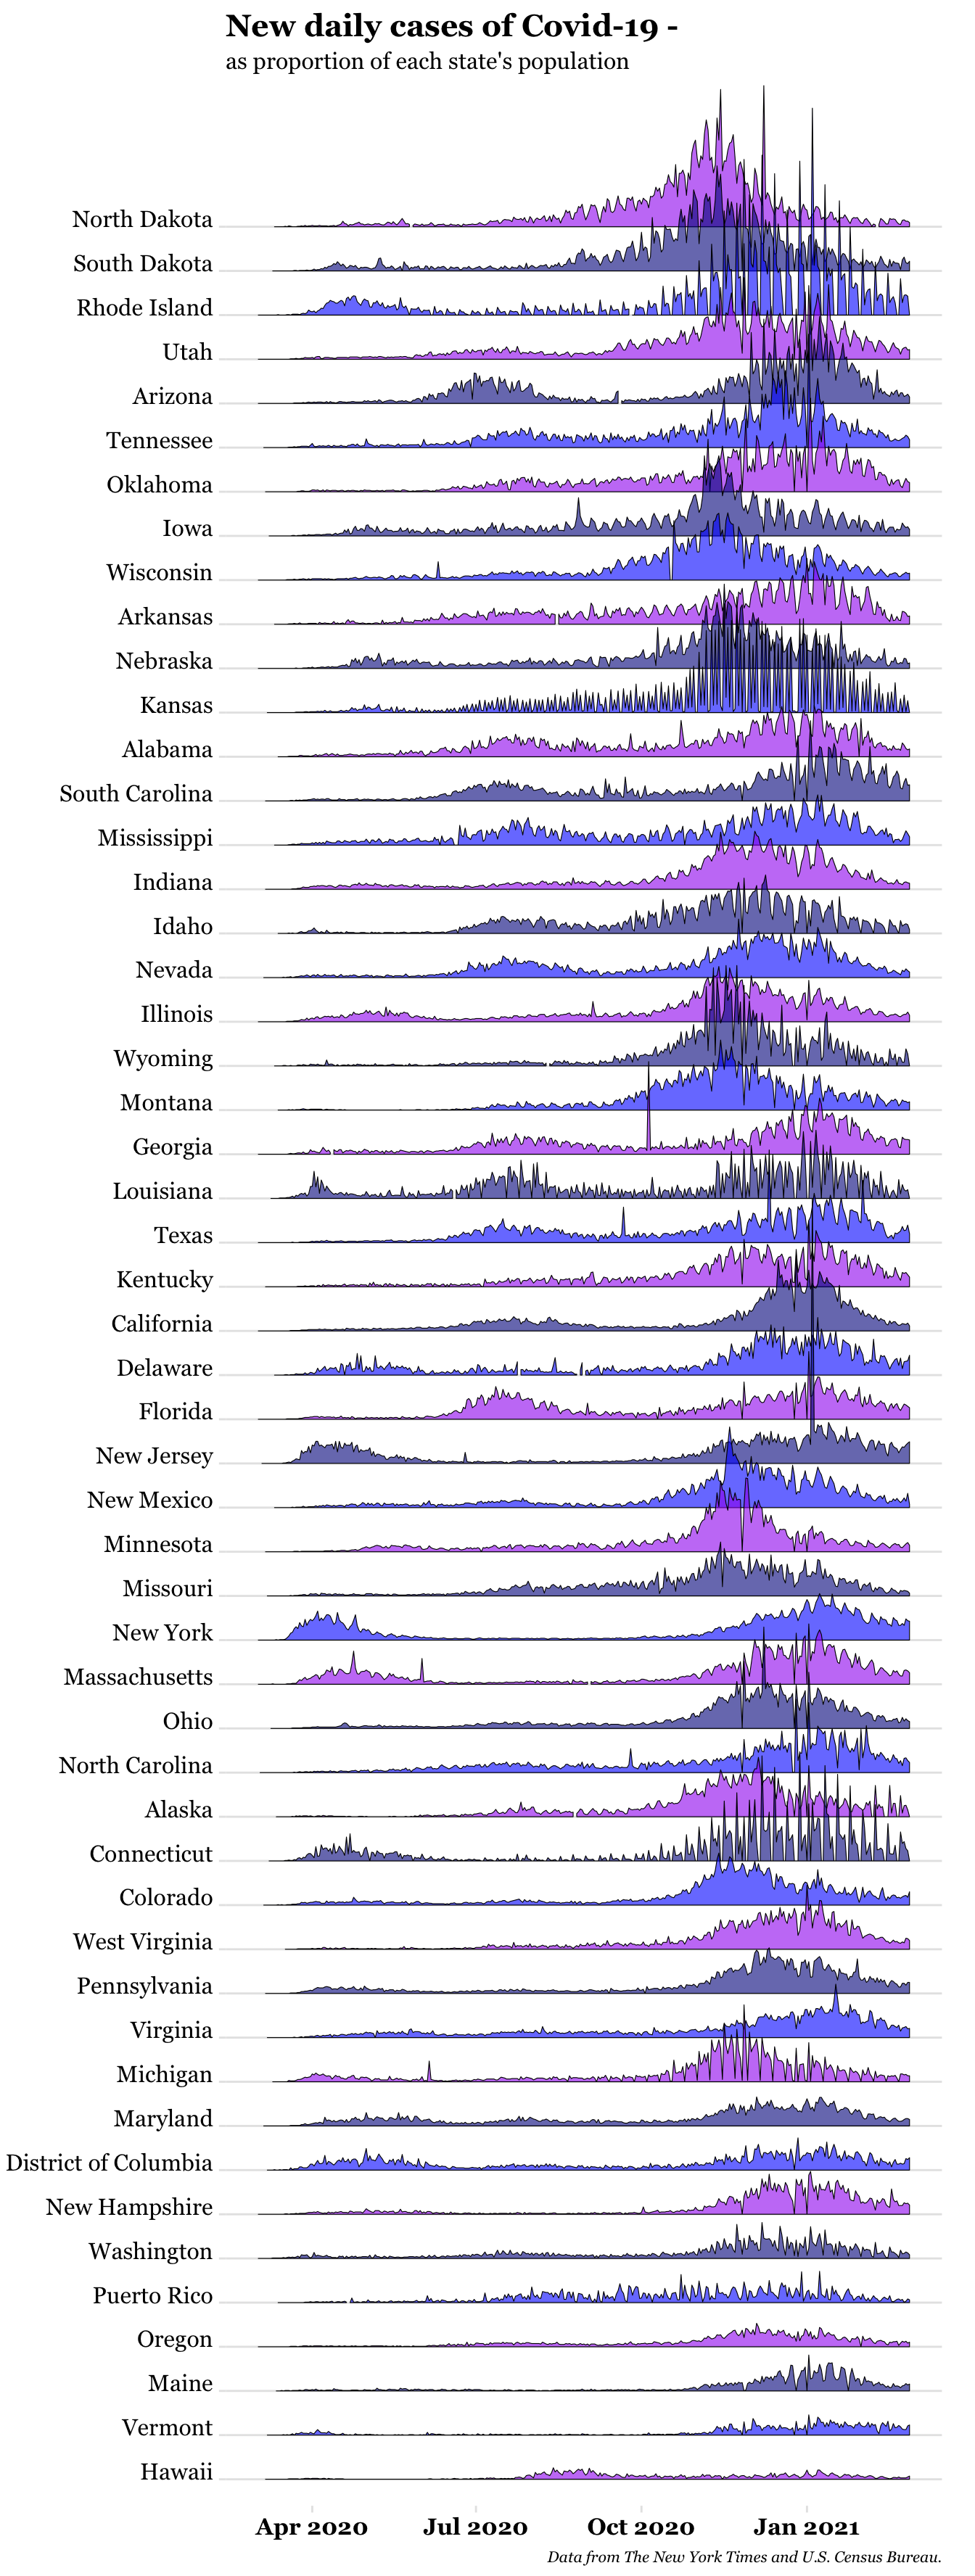 New daily cases of Covid-19 -
as proportion of each state's population
North Dakota
South Dakota
Rhode Island
Utah
Arizona
Tennessee
Oklahoma
Iowa
Wisconsin
Arkansas
Nebraska
Kansas
Alabama
South Carolina
Mississippi
Indiana
Idaho
Nevada
Illinois
Wyoming
Montana
Georgia
Louisiana
Texas
Kentucky
California
Delaware
Florida
New Jersey
New Mexico
Minnesota
Missouri
New York
Massachusetts
Ohio
North Carolina
Alaska
Connecticut
Colorado
West Virginia
Pennsylvania
Virginia
Michigan
Maryland
District of Columbia
New Hampshire
Washington
Puerto Rico
Oregon
Maine
Vermont
Hawaii
Apr 2020 Jul 2020 Oct 2020 Jan 2021
Data from The New York Times and U.S. Census Bureau.